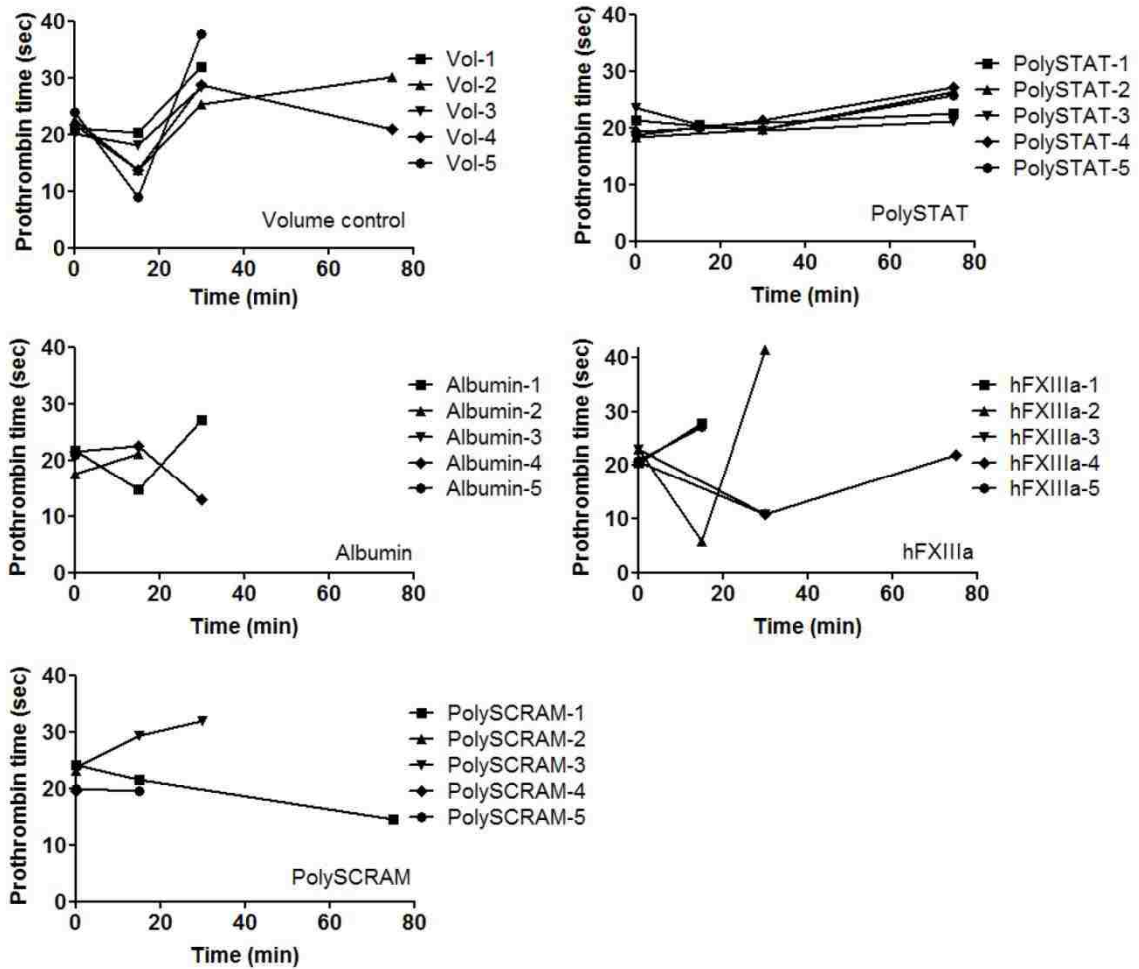 Prothrombin time (sec)
40
30
20
10
0
0 20 40 60 80
Time (min)
Vol-1
Vol-2
Vol-3
Vol-4
Vol-5
Volume control
Prothrombin time (sec)
40
30
20
10
0
0 20 40 60 80
Time (min)
PolySTAT-1
PolySTAT-2
PolySTAT-3
PolySTAT-4
PolySTAT-5
PolySTAT
Prothrombin time (sec)
40
30
20
10
0
0 20 40 60 80
Time (min)
Albumin-1
Albumin-2
Albumin-3
Albumin-4
Albumin-5
Albumin
Prothrombin time (sec)
40
30
20
10
0
0 20 40 60 80
Time (min)
hFXIIIa-1
hFXIIIa-2
hFXIIIa-3
hFXIIIa-4
hFXIIIa-5
hFXIIIa
Prothrombin time (sec)
40
30
20
10
0
0 20 40 60 80
Time (min)
PolySCRAM-1
PolySCRAM-2
PolySCRAM-3
PolySCRAM-4
PolySCRAM-5
PolySCRAM